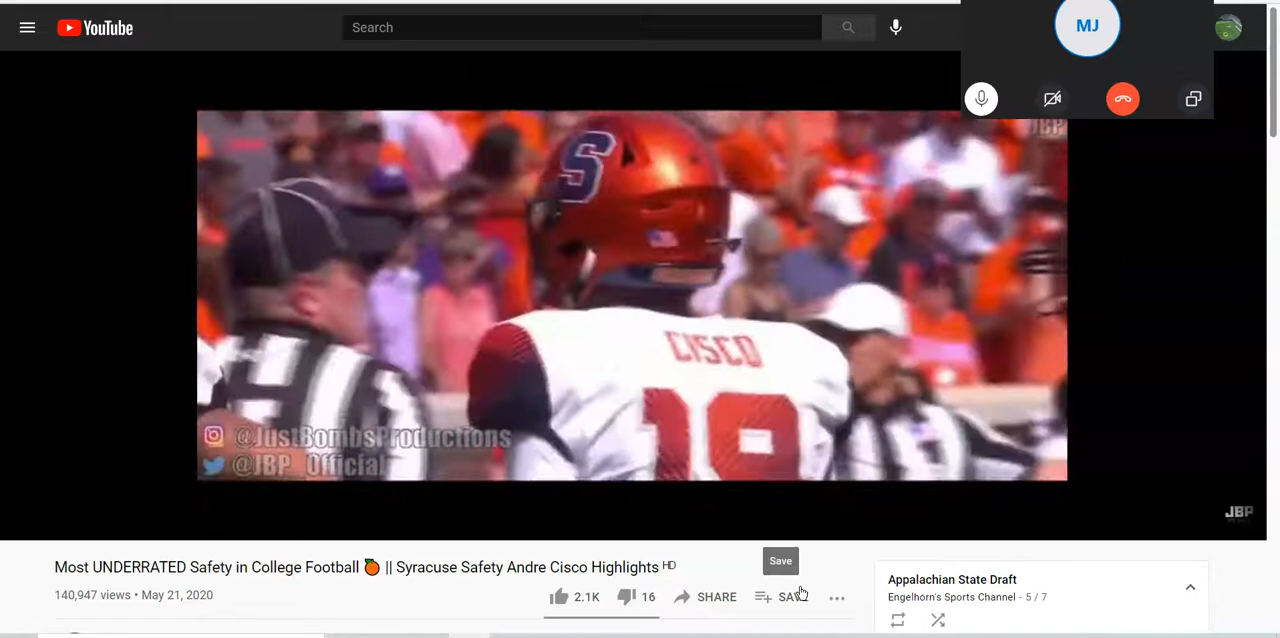 YouTube
Search
MJ
JBP
S
CISCO
19
@JustBombsProductions
@JBP_Official
JBP
Most UNDERRATED Safety in College Football 🍊 || Syracuse Safety Andre Cisco Highlights HD
Save
140,947 views • May 21, 2020
2.1K
16
SHARE
SAVE
Appalachian State Draft
Engelhorn's Sports Channel - 5 / 7